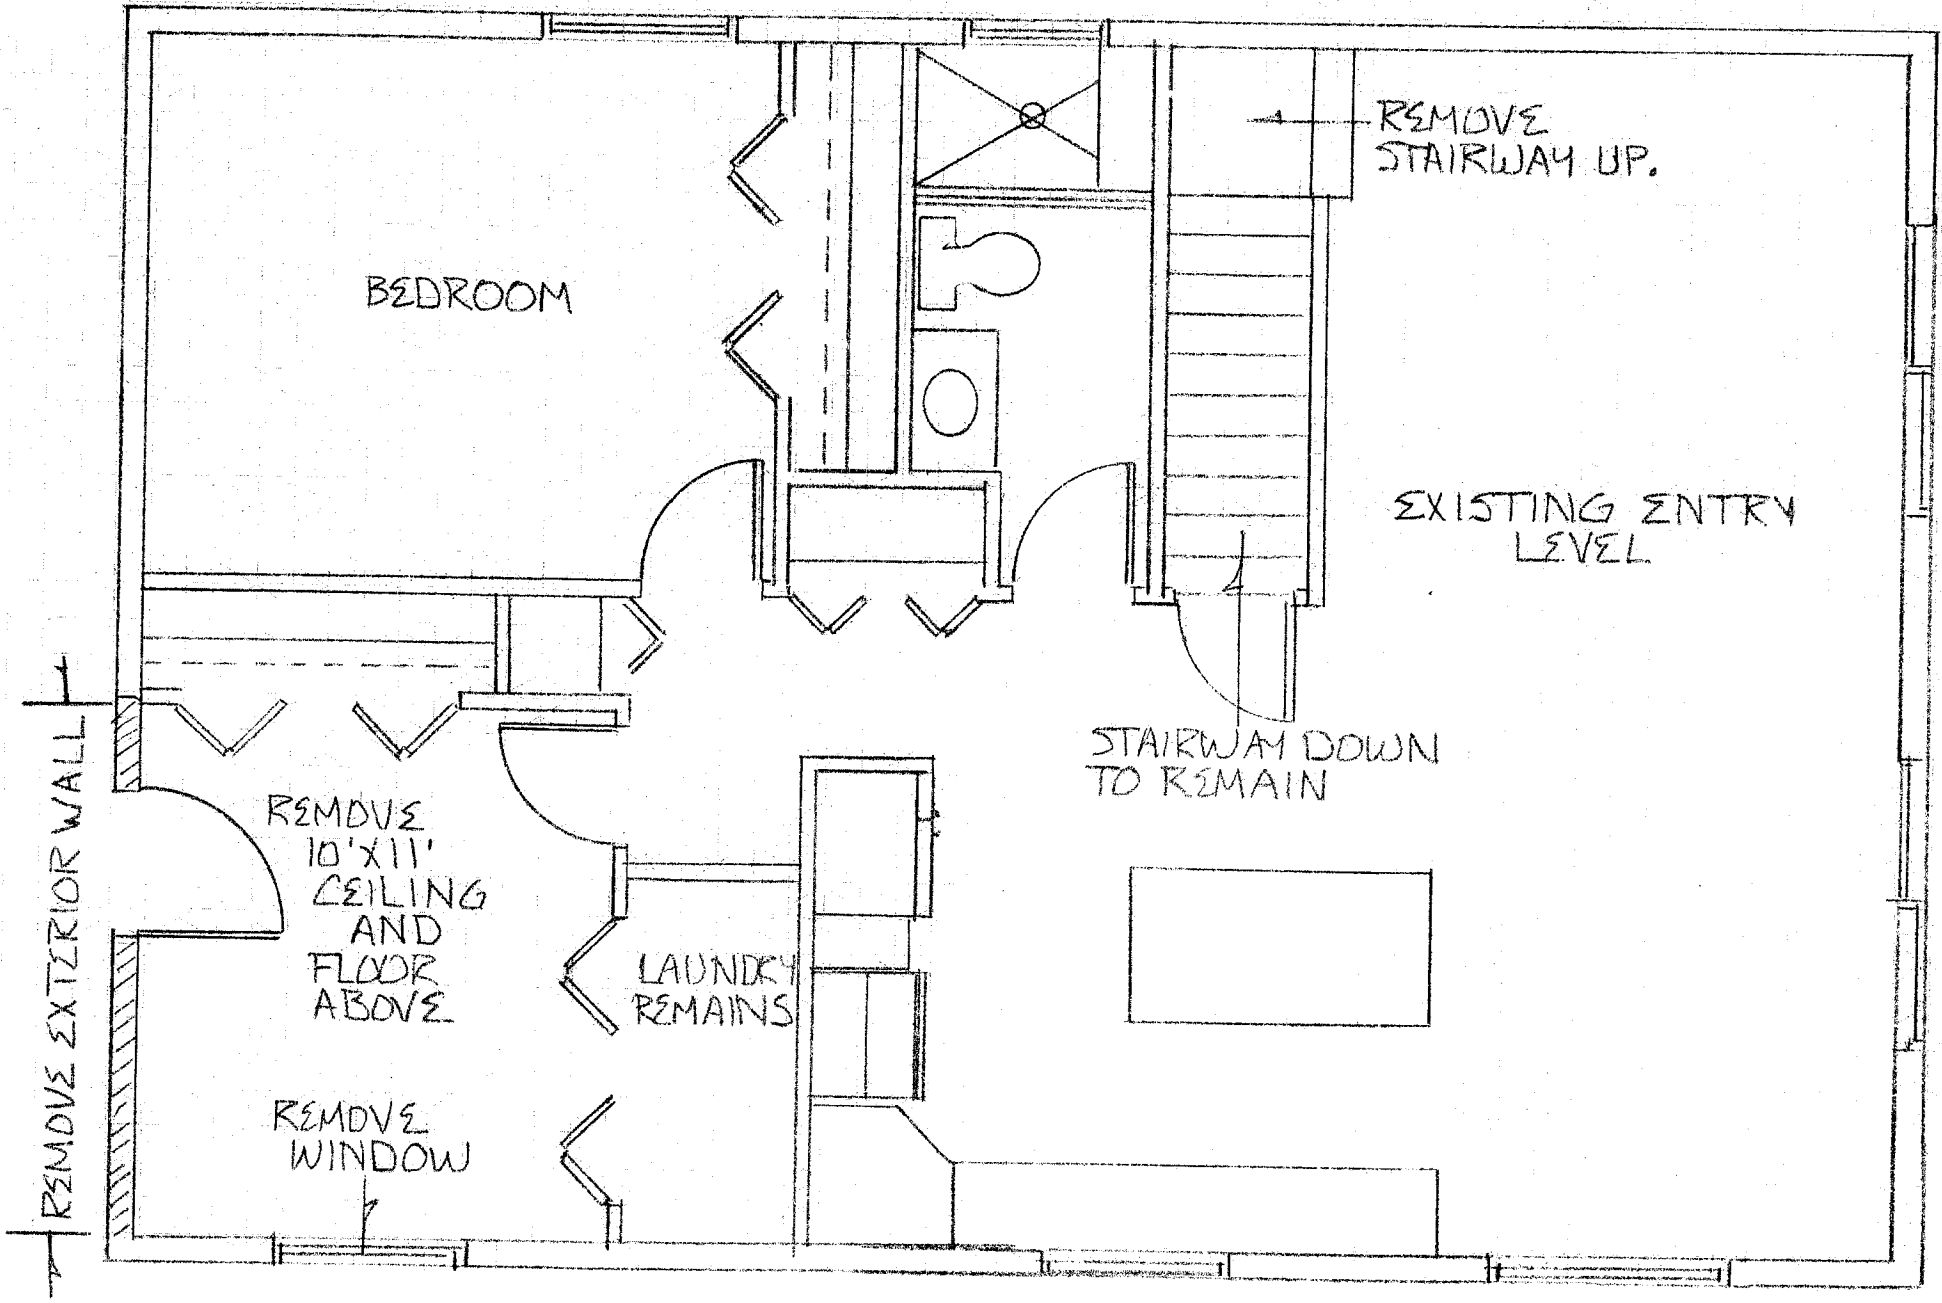 REMOVE
STAIRWAY UP.
BEDROOM
EXISTING ENTRY
LEVEL
STAIRWAY DOWN
TO REMAIN
REMOVE
10'X11'
CEILING
AND
FLOOR
ABOVE
LAUNDRY
REMAINS
REMOVE EXTERIOR WALL
REMOVE
WINDOW